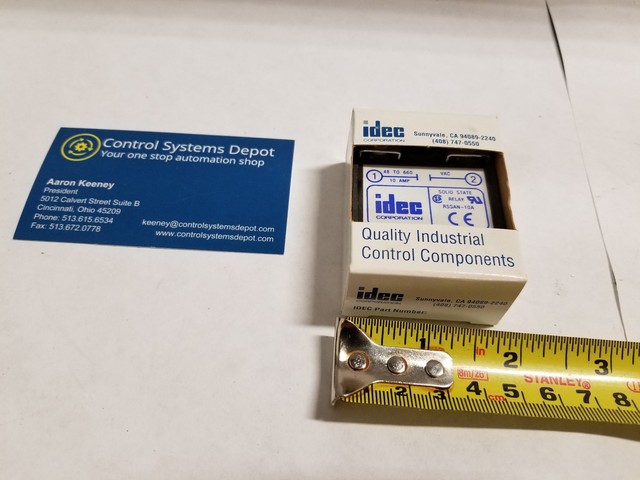 Control Systems Depot
Your one stop automation shop
Aaron Keeney
President
5012 Calvert Street Suite B
Cincinnati, Ohio 45209
Phone: 513.615.6534
Fax: 513.672.0778
keeney@controlsystemsdepot.com
www.controlsystemsdepot.com
idec
CORPORATION
Sunnyvale, CA 94089-2240
(408) 747-0550
1
48 TO 660
VAC
2
10 AMP
idec
CORPORATION
SOLID STATE
RELAY
RSSAN-10A
CE
Quality Industrial
Control Components
idec
CORPORATION
Sunnyvale, CA 94089-2240
(408) 747-0550
IDEC Part Number:
1
in
2
3
8m/26'
STANLEY
1
2
3
4
cm
5
6
7
8